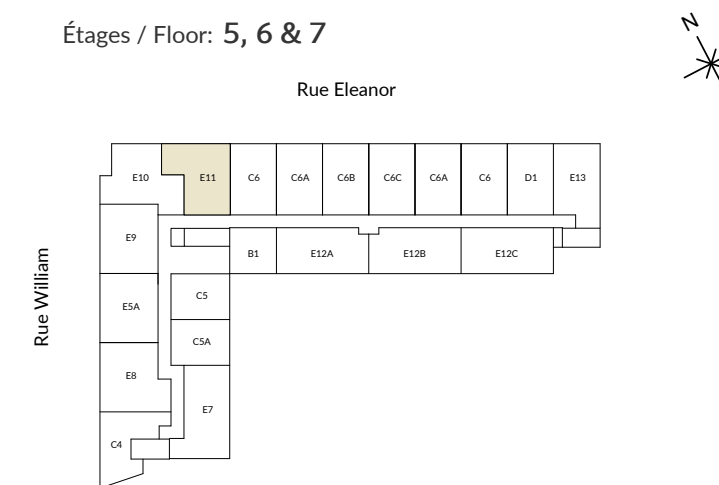 Étages / Floor: 5, 6 & 7
N
Rue Eleanor
E10 E11 C6 C6A C6B C6C C6A C6 D1 E13
E9
B1 E12A E12B E12C
Rue William
C5
E5A
C5A
E8
E7
C4